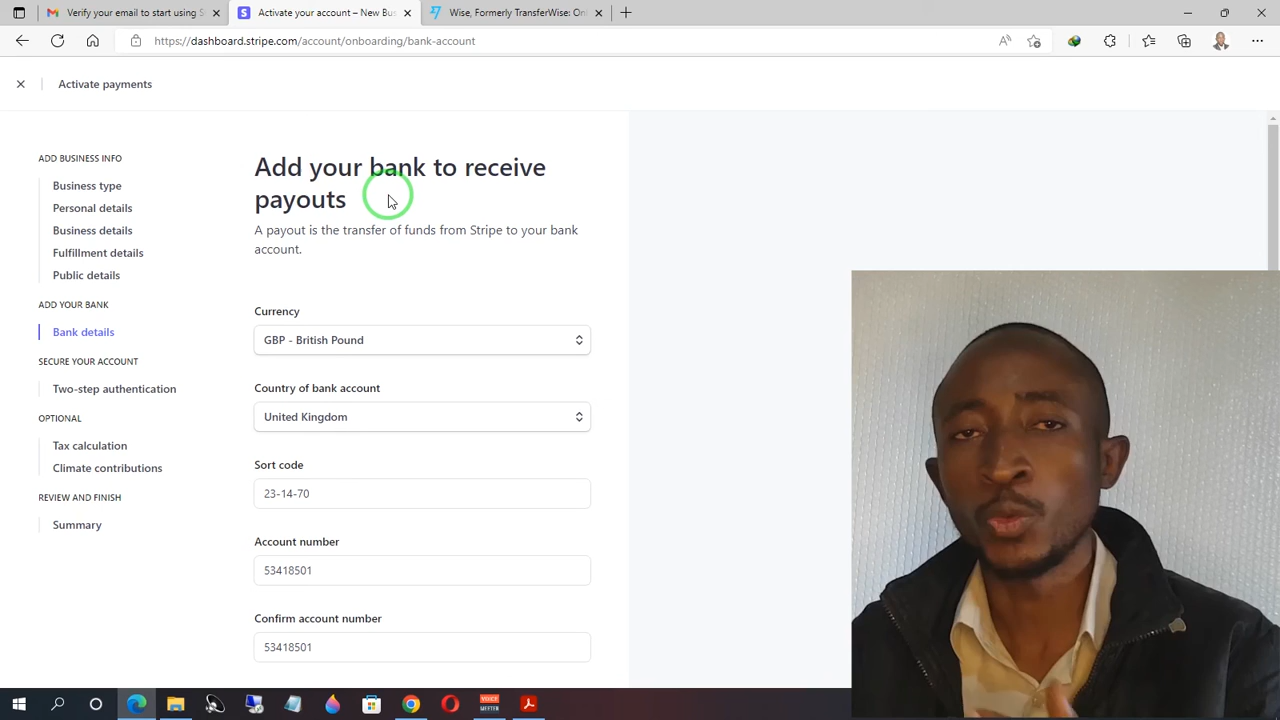 Verify your email to start using S
Activate your account – New Bus
Wise, Formerly TransferWise: Onl
https://dashboard.stripe.com/account/onboarding/bank-account
Activate payments
ADD BUSINESS INFO
Business type
Personal details
Business details
Fulfillment details
Public details
ADD YOUR BANK
Bank details
SECURE YOUR ACCOUNT
Two-step authentication
OPTIONAL
Tax calculation
Climate contributions
REVIEW AND FINISH
Summary
Add your bank to receive
payouts
A payout is the transfer of funds from Stripe to your bank
account.
Currency
GBP - British Pound
Country of bank account
United Kingdom
Sort code
23-14-70
Account number
53418501
Confirm account number
53418501